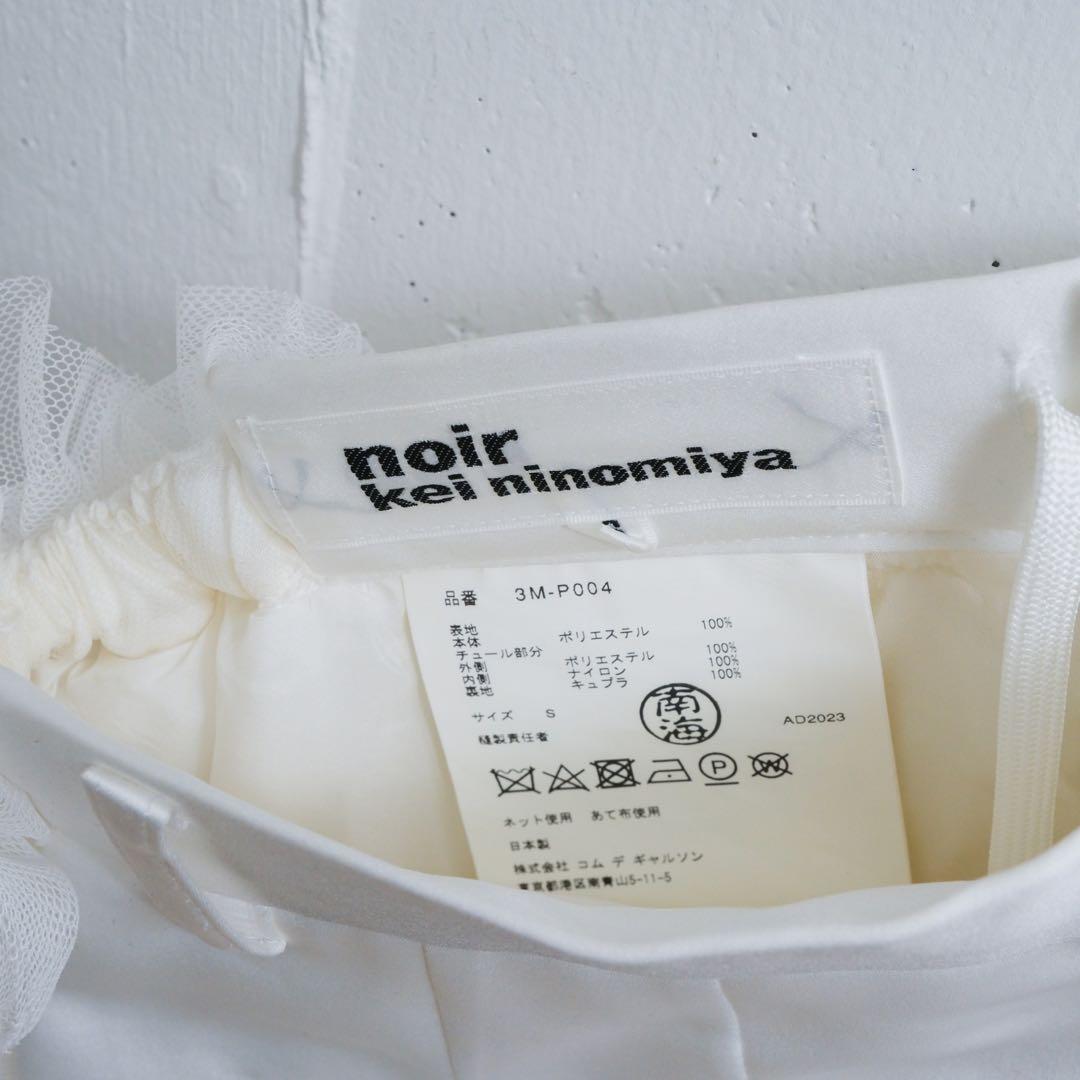 noir
kei ninomiya
品番 3M-P004
表地
本体 ポリエステル 100%
チュール部分
外側 ポリエステル 100%
内側 ナイロン 100%
裏地 キュプラ 100%
サイズ S
縫製責任者 南海 AD2023
P W
ネット使用 あて布使用
日本製
株式会社 コム デ ギャルソン
東京都港区南青山5-11-5